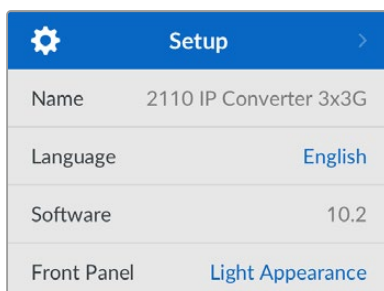 Setup
Name 2110 IP Converter 3x3G
Language English
Software 10.2
Front Panel Light Appearance